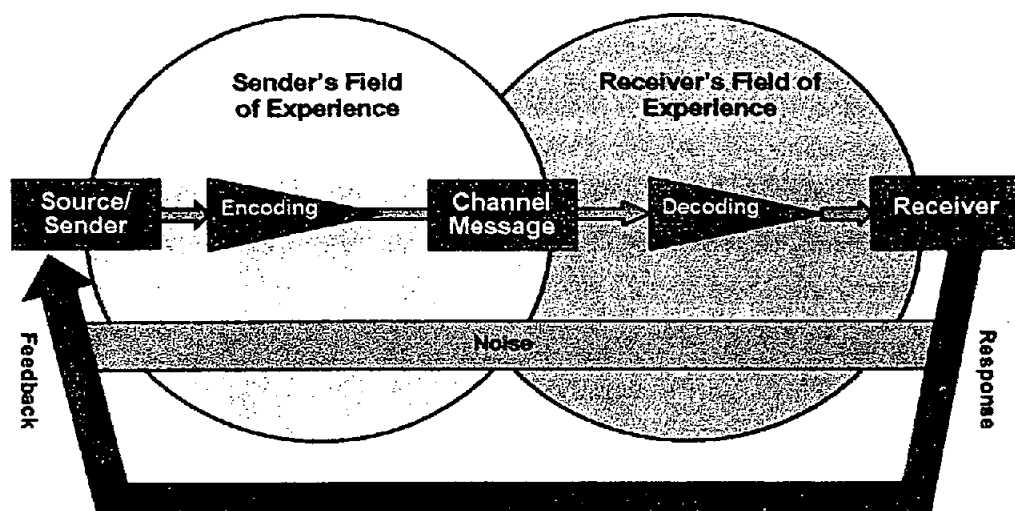 Sender's Field
of Experience
Receiver's Field of
Experience
Source/
Sender
Encoding
Channel
Message
Decoding
Receiver
Noise
Feedback
Response